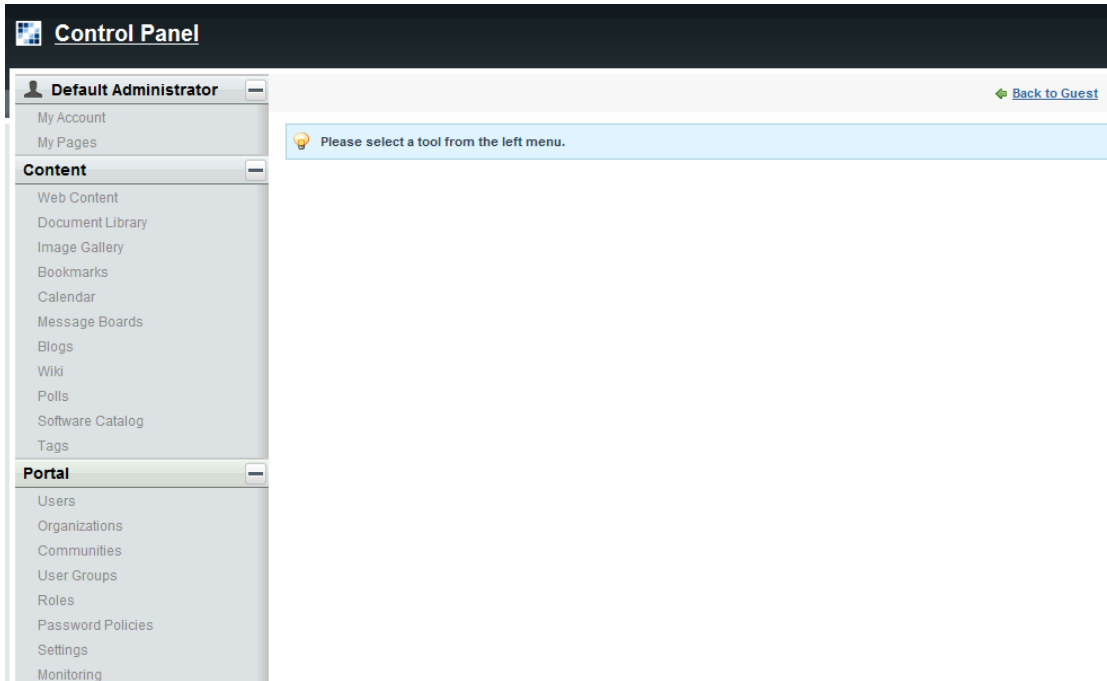 Control Panel
Default Administrator
Back to Guest
My Account
My Pages
Please select a tool from the left menu.
Content
Web Content
Document Library
Image Gallery
Bookmarks
Calendar
Message Boards
Blogs
Wiki
Polls
Software Catalog
Tags
Portal
Users
Organizations
Communities
User Groups
Roles
Password Policies
Settings
Monitoring